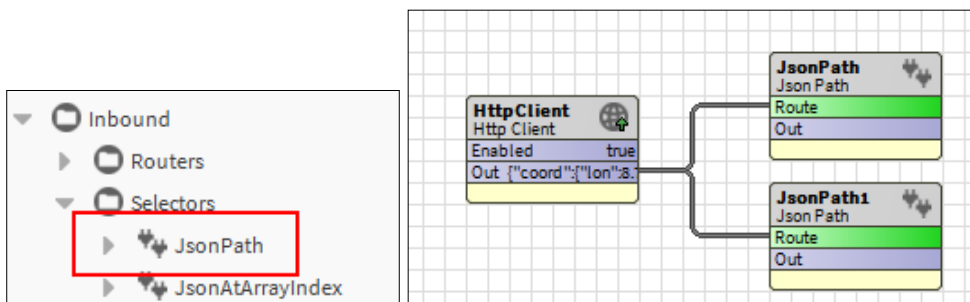 Inbound
Routers
Selectors
JsonPath
JsonAtArrayIndex
HttpClient
Http Client
Enabled true
Out {"coord":{"lon":8.
JsonPath
Json Path
Route
Out
JsonPath1
Json Path
Route
Out